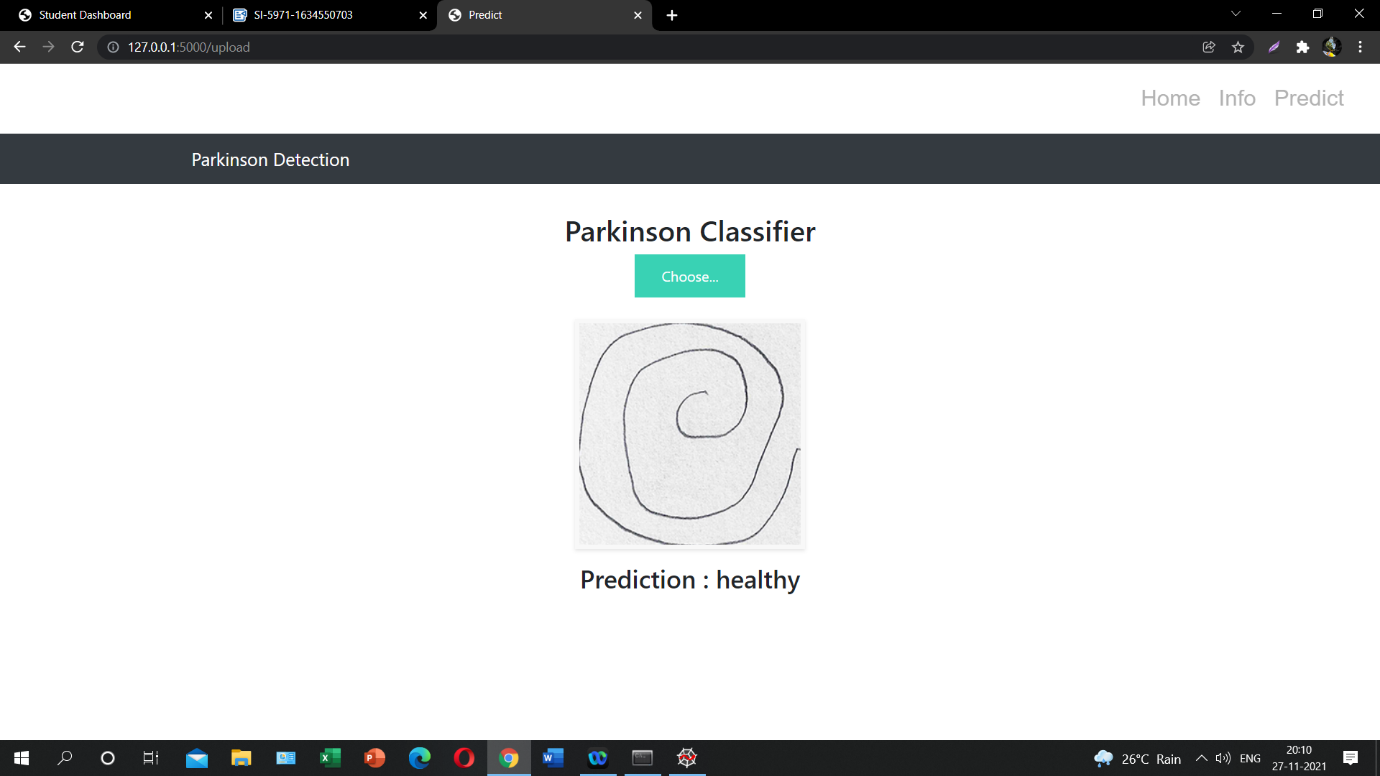 Student Dashboard
SI-5971-1634550703
Predict
127.0.0.1:5000/upload
Home Info Predict
Parkinson Detection
Parkinson Classifier
Choose...
Prediction : healthy
26°C Rain
ENG
20:10
27-11-2021